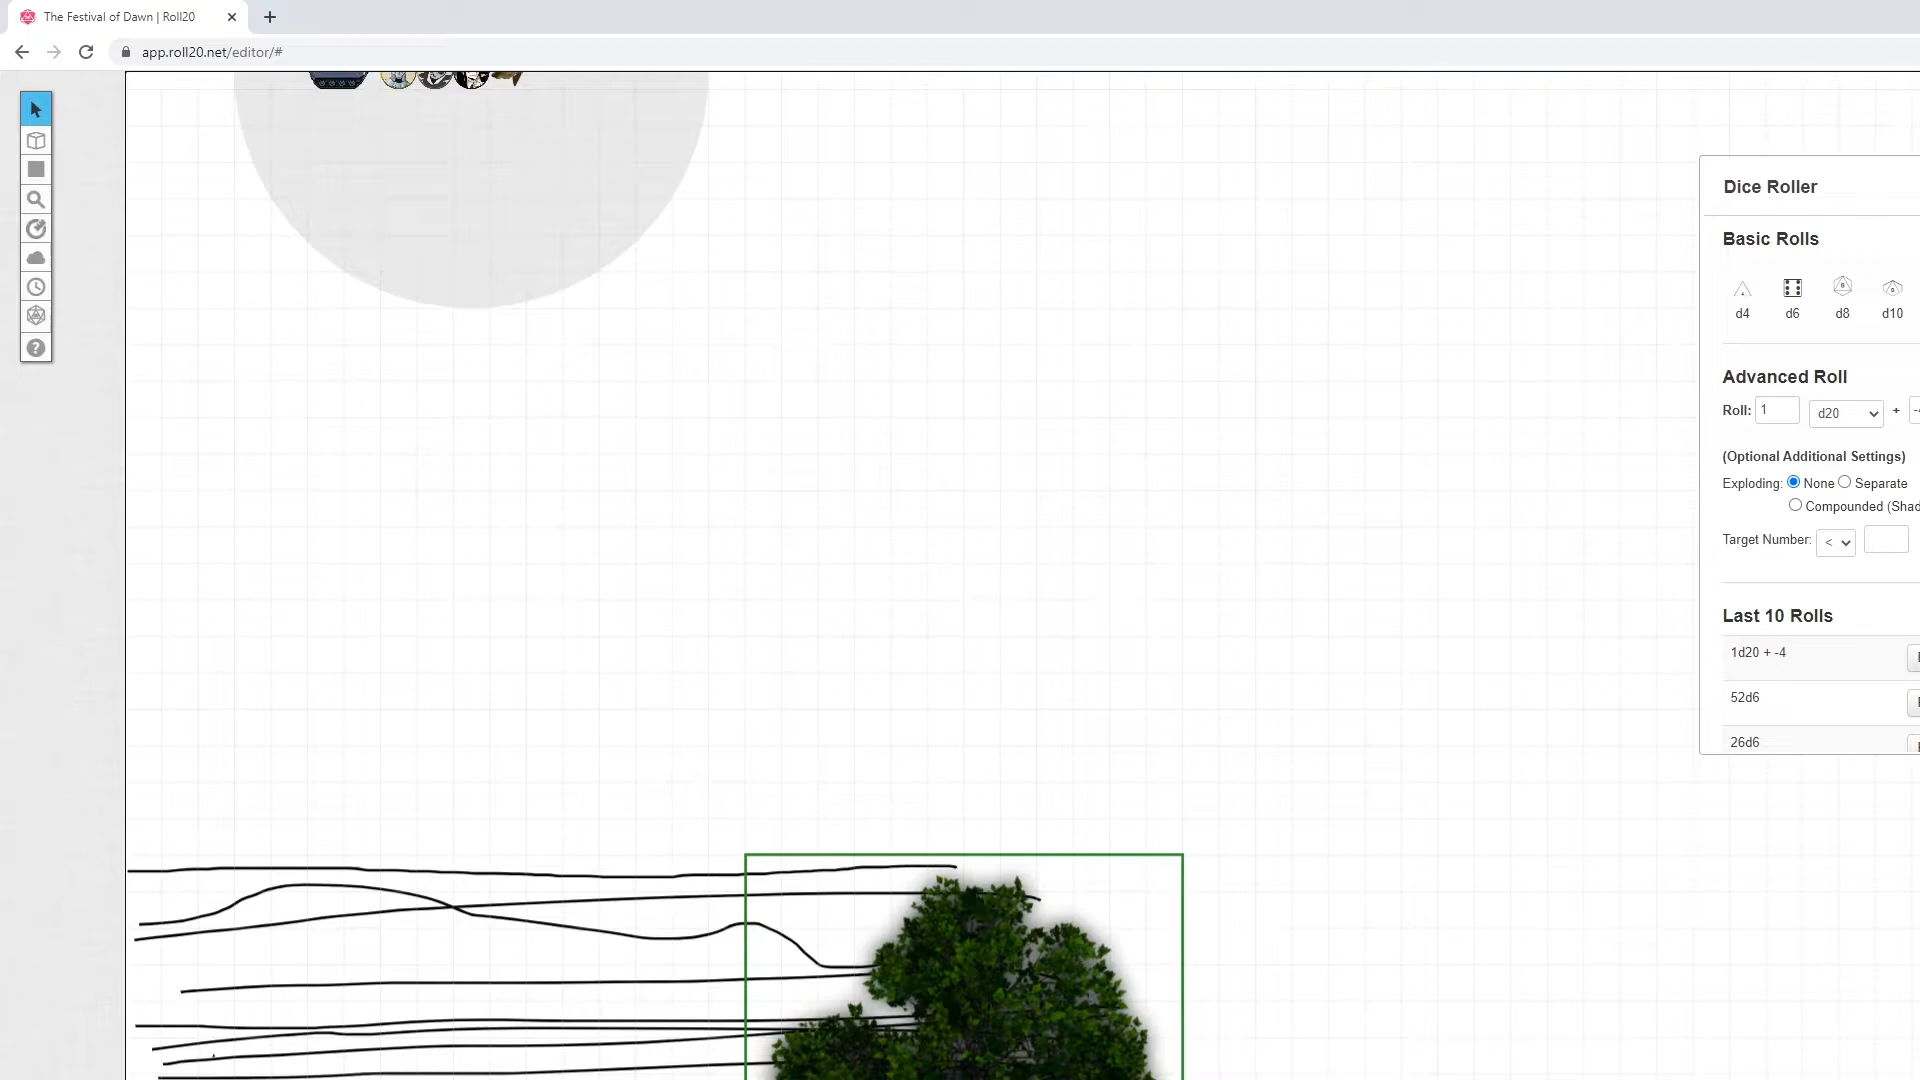 The Festival of Dawn | Roll20
app.roll20.net/editor/#
Dice Roller
Basic Rolls
d4 d6 d8 d10
Advanced Roll
Roll: 1 d20 +
(Optional Additional Settings)
Exploding: None Separate
Compounded (Shad
Target Number: <
Last 10 Rolls
1d20 + -4
52d6
26d6